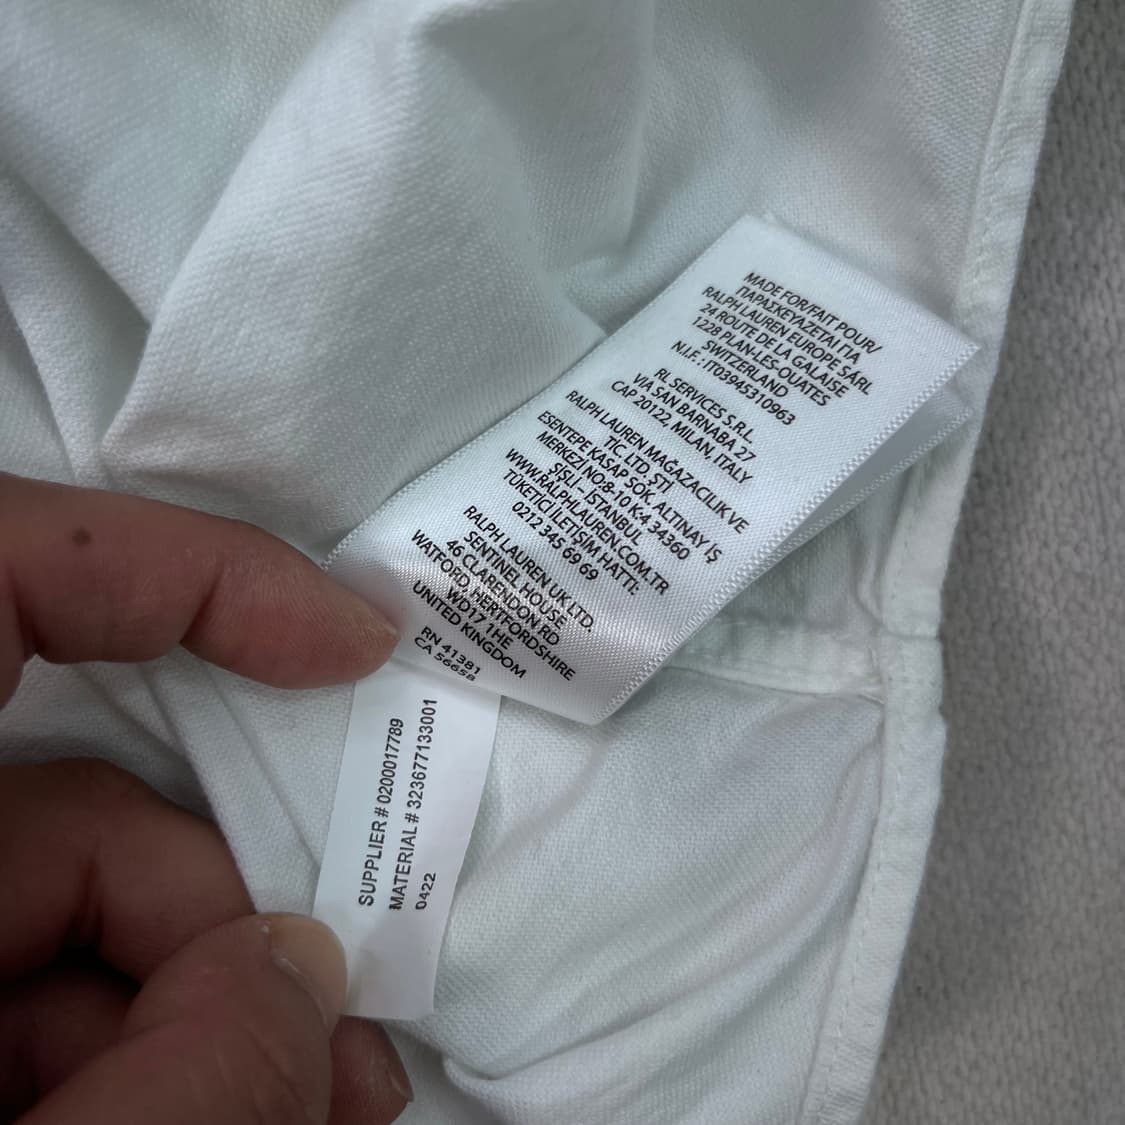 MADE FOR/FAIT POUR/
ΠΑΡΑΣΚΕΥΑΖΕΤΑΙ ΓΙΑ
RALPH LAUREN EUROPE SÁRL
24 ROUTE DE LA GALAISE
1228 PLAN-LES-OUATES
SWITZERLAND
N.I.F. : IT03945310963
RL SERVICES S.R.L.
VIA SAN BARNABA 27
CAP 20122, MILAN, ITALY
RALPH LAUREN MAĞAZACILIK VE
TİC LTD. ŞTİ
ESENTEPE KASAP SOK. ALTINAY İŞ
MERKEZİ NO:8-10 K:4 34360
ŞİŞLİ - İSTANBUL
WWW.RALPHLAUREN.COM.TR
TÜKETİCİ İLETİŞİM HATTI:
0212 345 69 69
RALPH LAUREN UK LTD.
SENTINEL HOUSE
46 CLARENDON RD
WATFORD, HERTFORDSHIRE
WD17 1HE
UNITED KINGDOM
RN 41381
CA 56658
SUPPLIER # 0200017789
MATERIAL # 323677133001
0422